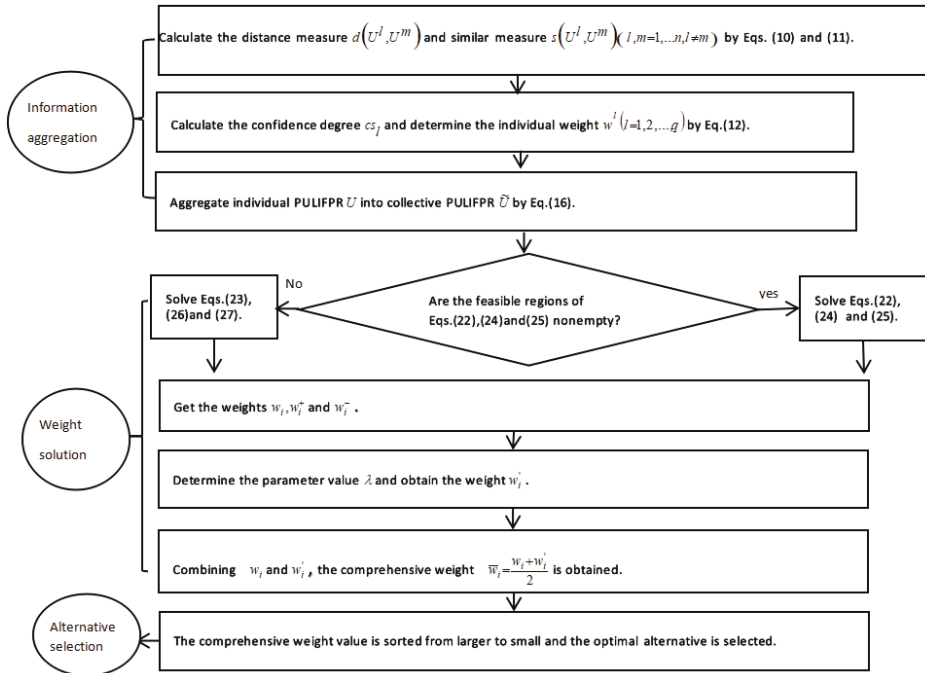 Calculate the distance measure d(U^l,U^m) and similar measure s(U^l,U^m)(l,m=1,...n,l≠m) by Eqs. (10) and (11).
Information
aggregation
Calculate the confidence degree cs_l and determine the individual weight w^l (l=1,2,...q) by Eq.(12).
Aggregate individual PULIFPR U into collective PULIFPR Ũ by Eq.(16).
No
Solve Eqs.(23),
(26)and (27).
Are the feasible regions of
Eqs.(22),(24)and(25) nonempty?
yes
Solve Eqs.(22),
(24) and (25).
Get the weights w_i,w_i^+ and w_i^- .
Weight
solution
Determine the parameter value λ and obtain the weight w_i^' .
Combining w_i and w_i^' , the comprehensive weight w̅_i=(w_i+w_i^')/2 is obtained.
Alternative
selection
The comprehensive weight value is sorted from larger to small and the optimal alternative is selected.